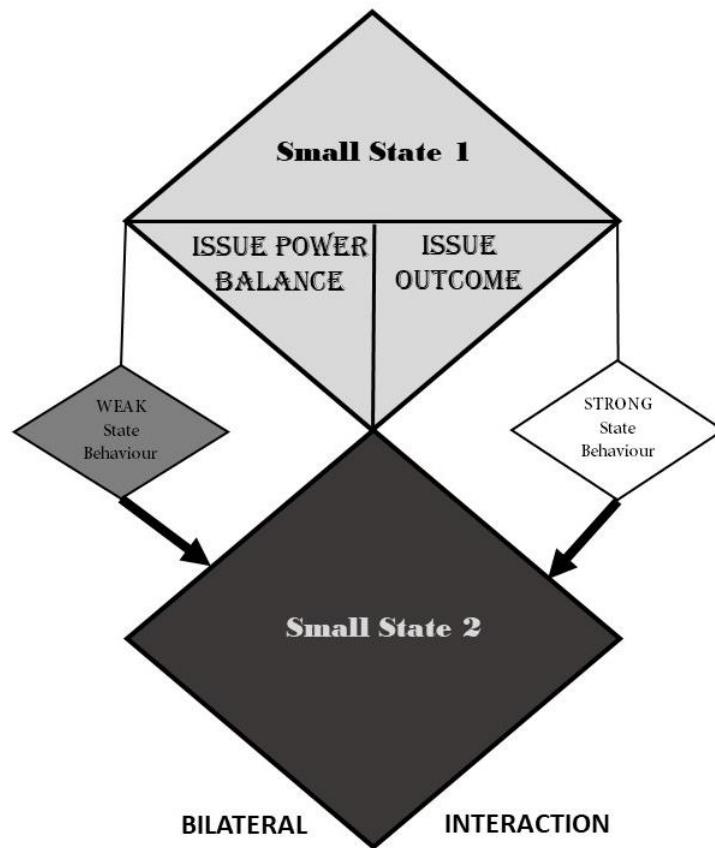 Small State 1
ISSUE POWER
BALANCE
ISSUE
OUTCOME
WEAK
State
Behaviour
STRONG
State
Behaviour
Small State 2
BILATERAL
INTERACTION